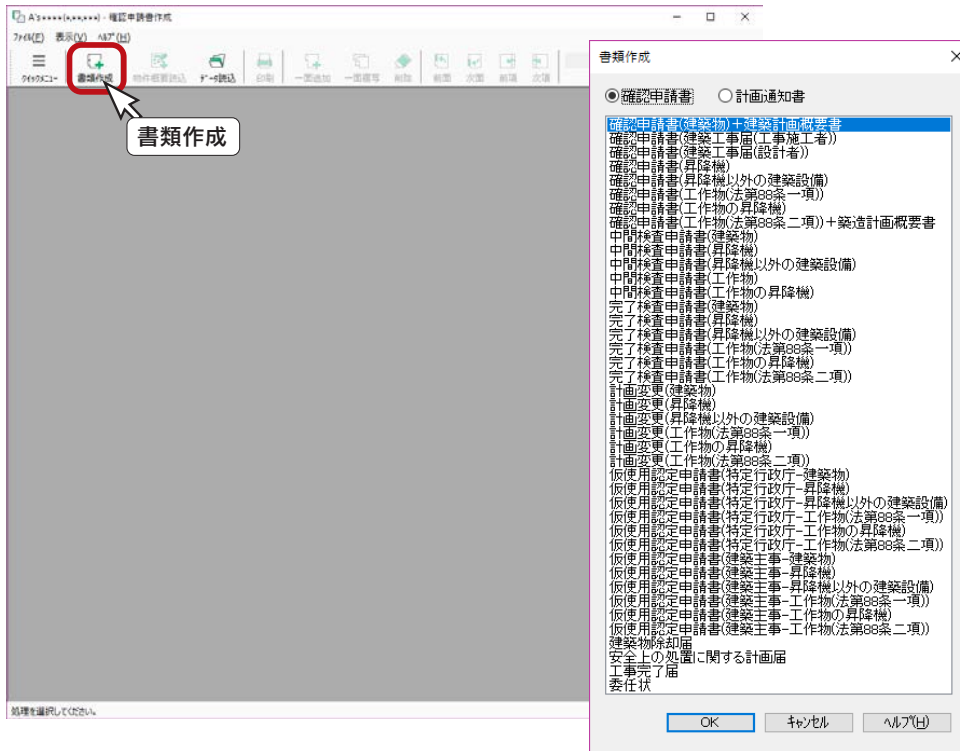 A's****(*,**,***) - 確認申請書作成
ファイル(F) 表示(V) ヘルプ(H)
クイックメニュー 書類作成 物件概要読込 データ読込 印刷 一面追加 一面複写 削除 前面 次面 前項 次項
書類作成
処理を選択してください。
書類作成
確認申請書 計画通知書
確認申請書(建築物)+建築計画概要書
確認申請書(建築工事届(工事施工者))
確認申請書(建築工事届(設計者))
確認申請書(昇降機)
確認申請書(昇降機以外の建築設備)
確認申請書(工作物(法第88条一項))
確認申請書(工作物の昇降機)
確認申請書(工作物(法第88条二項))+築造計画概要書
中間検査申請書(建築物)
中間検査申請書(昇降機)
中間検査申請書(昇降機以外の建築設備)
中間検査申請書(工作物)
中間検査申請書(工作物の昇降機)
完了検査申請書(建築物)
完了検査申請書(昇降機)
完了検査申請書(昇降機以外の建築設備)
完了検査申請書(工作物(法第88条一項))
完了検査申請書(工作物の昇降機)
完了検査申請書(工作物(法第88条二項))
計画変更(建築物)
計画変更(昇降機)
計画変更(昇降機以外の建築設備)
計画変更(工作物(法第88条一項))
計画変更(工作物の昇降機)
計画変更(工作物(法第88条二項))
仮使用認定申請書(特定行政庁-建築物)
仮使用認定申請書(特定行政庁-昇降機)
仮使用認定申請書(特定行政庁-昇降機以外の建築設備)
仮使用認定申請書(特定行政庁-工作物(法第88条一項))
仮使用認定申請書(特定行政庁-工作物の昇降機)
仮使用認定申請書(特定行政庁-工作物(法第88条二項))
仮使用認定申請書(建築主事-建築物)
仮使用認定申請書(建築主事-昇降機)
仮使用認定申請書(建築主事-昇降機以外の建築設備)
仮使用認定申請書(建築主事-工作物(法第88条一項))
仮使用認定申請書(建築主事-工作物の昇降機)
仮使用認定申請書(建築主事-工作物(法第88条二項))
建築物除却届
安全上の処置に関する計画届
工事完了届
委任状
OK キャンセル ヘルプ(H)